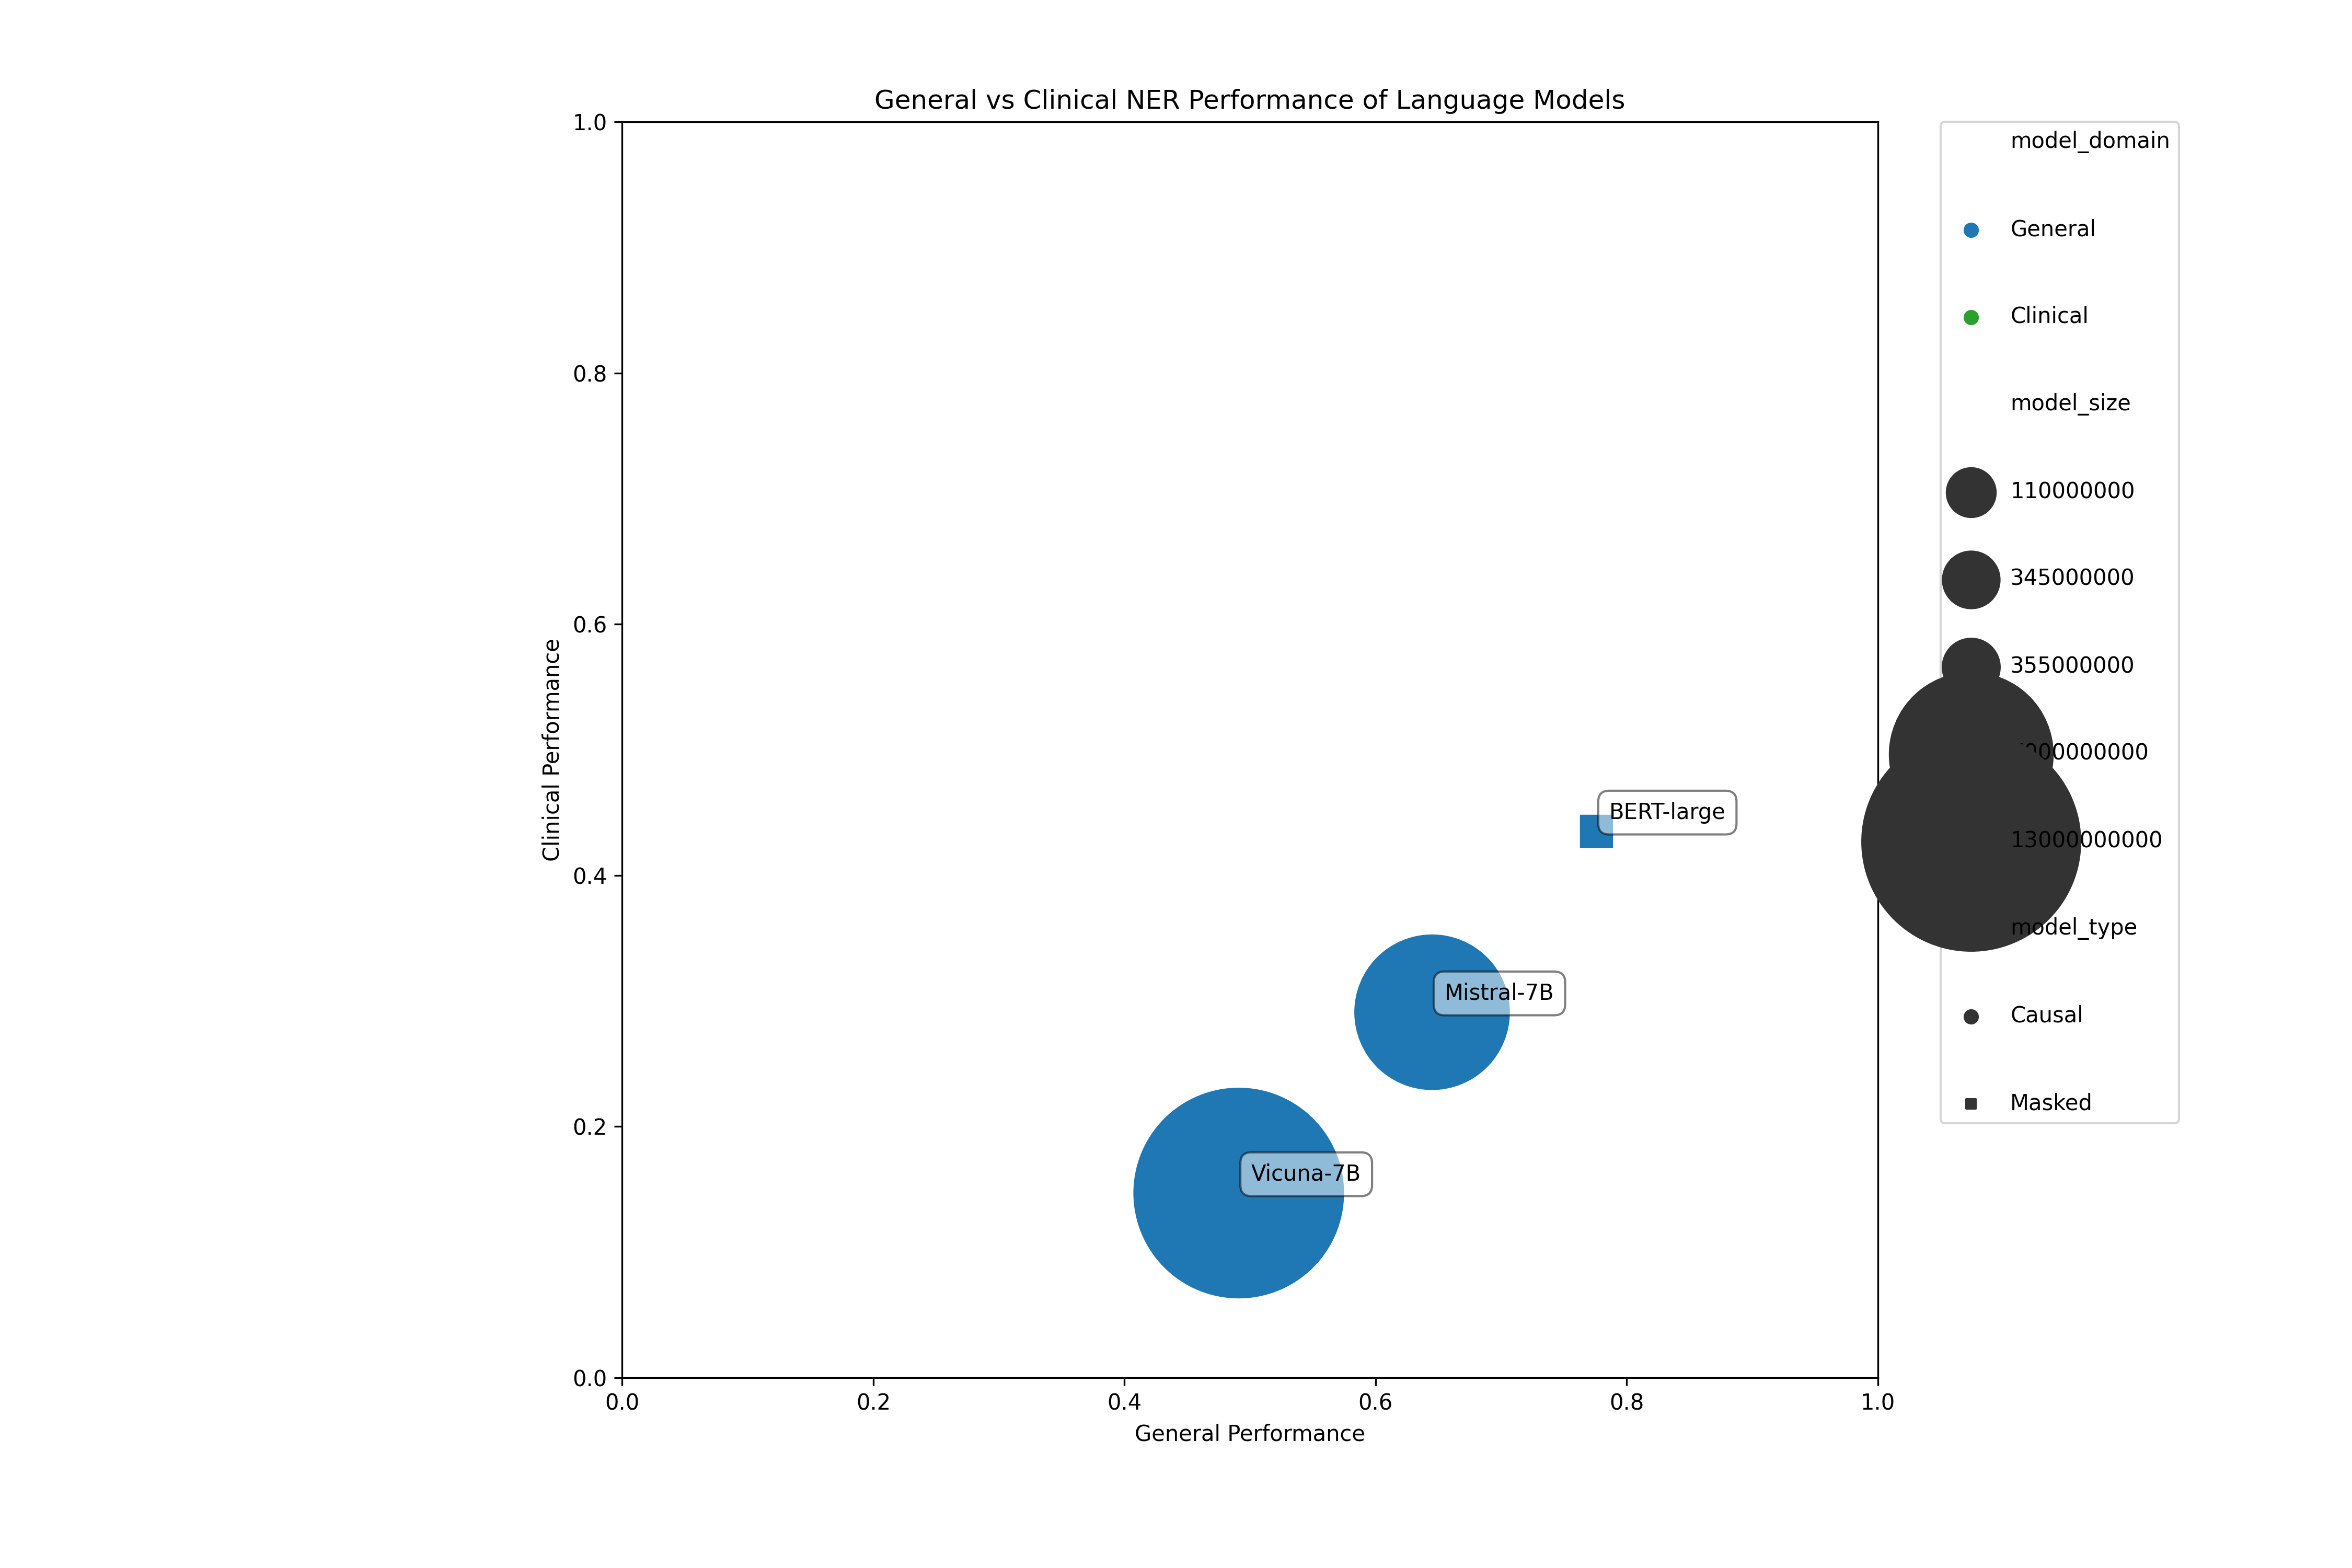 General vs Clinical NER Performance of Language Models
1.0
0.8
0.6
0.4
0.2
0.0
Clinical Performance
0.0 0.2 0.4 0.6 0.8 1.0
General Performance
BERT-large
Mistral-7B
Vicuna-7B
model_domain
General
Clinical
model_size
110000000
345000000
355000000
13000000000
model_type
Causal
Masked